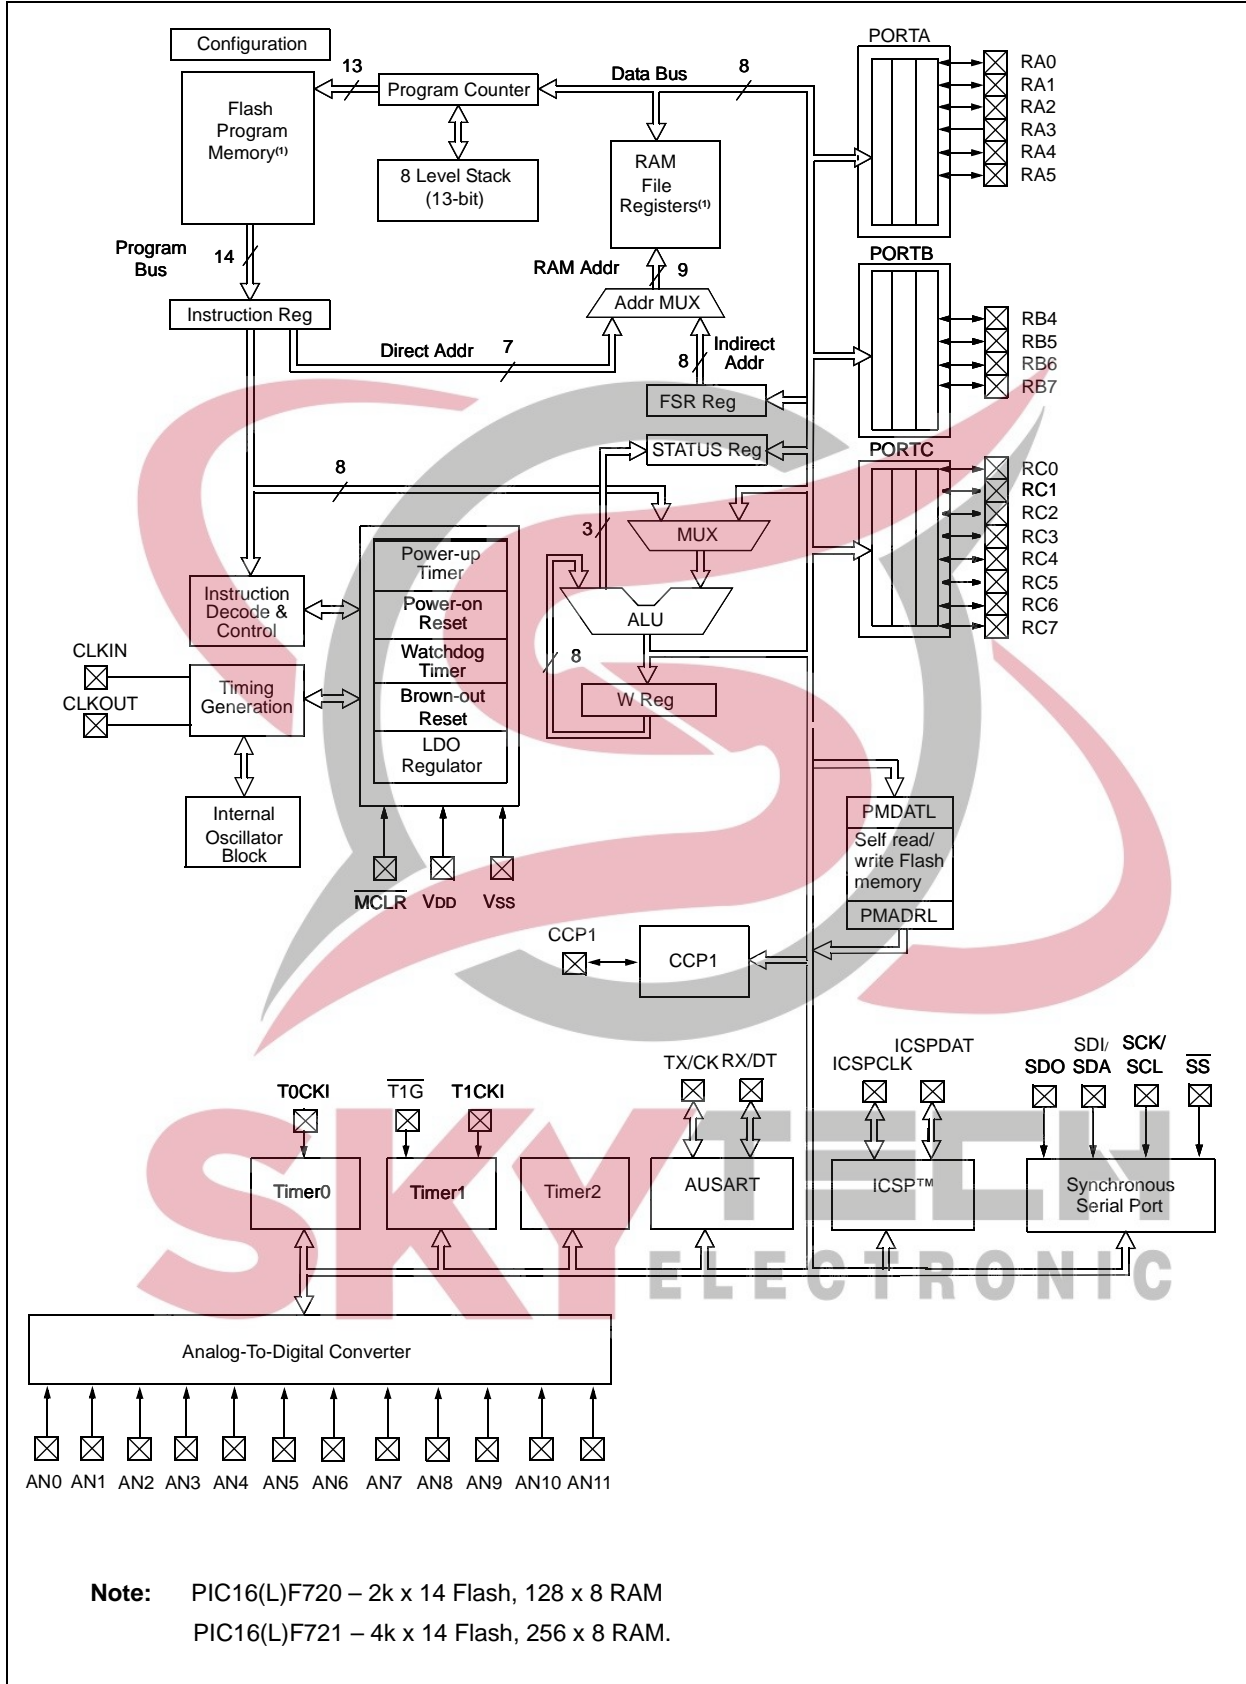 Configuration
Flash
Program
Memory(1)
13
Program Counter
8 Level Stack
(13-bit)
Data Bus
8
RAM
File
Registers(1)
PORTA
RA0
RA1
RA2
RA3
RA4
RA5
Program
Bus
14
Instruction Reg
RAM Addr
9
Addr MUX
Direct Addr
7
8
Indirect
Addr
FSR Reg
STATUS Reg
PORTB
RB4
RB5
RB6
RB7
8
3
MUX
ALU
8
W Reg
PORTC
RC0
RC1
RC2
RC3
RC4
RC5
RC6
RC7
Instruction
Decode &
Control
CLKIN
CLKOUT
Timing
Generation
Internal
Oscillator
Block
Power-up
Timer
Power-on
Reset
Watchdog
Timer
Brown-out
Reset
LDO
Regulator
MCLR
VDD
VSS
PMDATL
Self read/
write Flash
memory
PMADRL
CCP1
CCP1
T0CKI
T1G
T1CKI
TX/CK
RX/DT
ICSPCLK
ICSPDAT
SDO
SDI/
SDA
SCK/
SCL
SS
Timer0
Timer1
Timer2
AUSART
ICSP™
Synchronous
Serial Port
SKYTECH
ELECTRONIC
Analog-To-Digital Converter
AN0
AN1
AN2
AN3
AN4
AN5
AN6
AN7
AN8
AN9
AN10
AN11
Note: PIC16(L)F720 – 2k x 14 Flash, 128 x 8 RAM
PIC16(L)F721 – 4k x 14 Flash, 256 x 8 RAM.